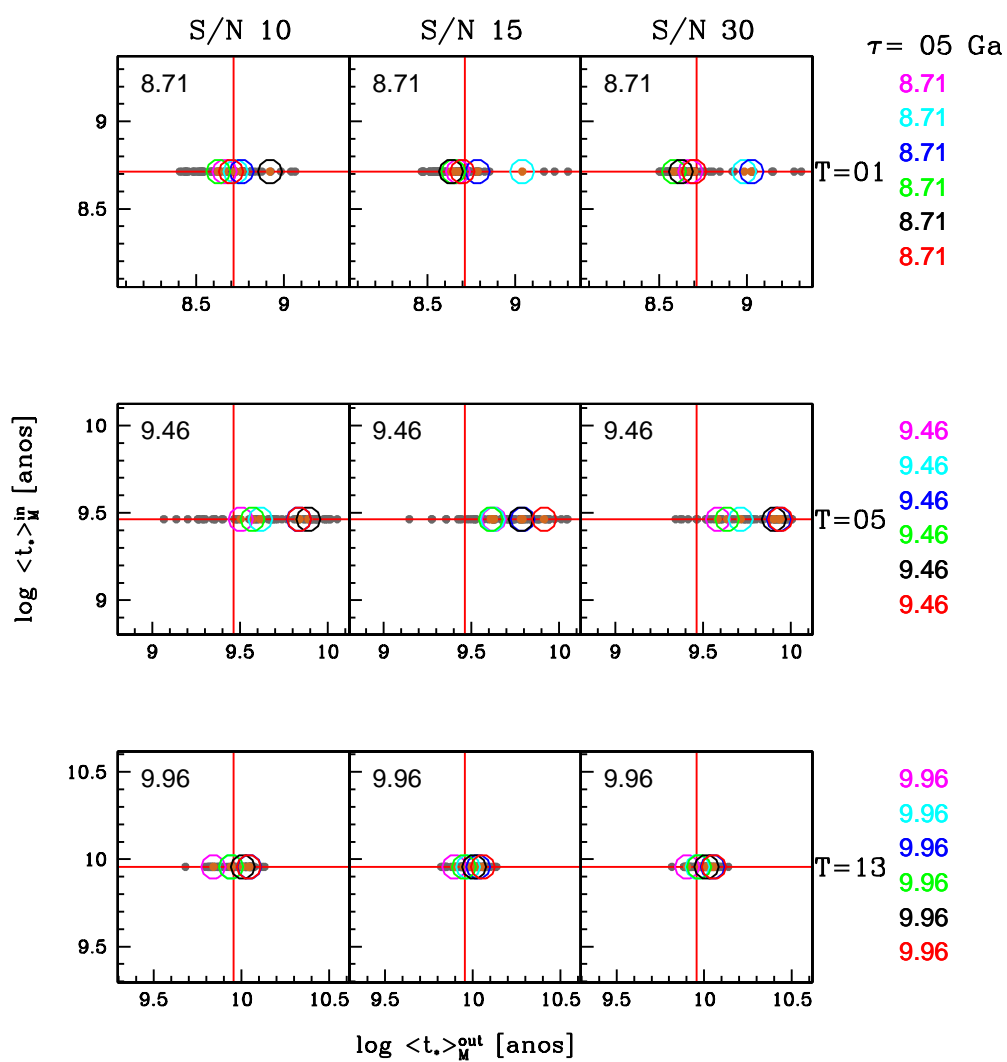 S/N 10 S/N 15 S/N 30
τ= 05 Ga
8.71 8.71 8.71
8.71
8.71
8.71
8.71
8.71
8.71
T=01
9
8.5
8.5 9 8.5 9 8.5 9
log <t*>M^in [anos]
9.46 9.46 9.46
9.46
9.46
9.46
9.46
9.46
9.46
T=05
10
9.5
9
9 9.5 10 9 9.5 10 9 9.5 10
9.96 9.96 9.96
9.96
9.96
9.96
9.96
9.96
9.96
T=13
10.5
10
9.5
9.5 10 10.5 9.5 10 10.5 9.5 10 10.5
log <t*>M^out [anos]